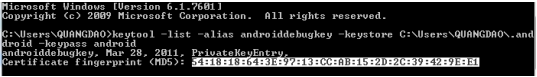 Microsoft Windows [Version 6.1.7601]
Copyright (c) 2009 Microsoft Corporation.  All rights reserved.
C:\Users\QUANGDAO>keytool -list -alias androiddebugkey -keystore C:\Users\QUANGDAO\.and
droid -keypass android
androiddebugkey, Mar 28, 2011, PrivateKeyEntry,
Certificate fingerprint (MD5): 54:18:18:64:3E:97:13:CC:AB:15:2D:2C:39:42:9E:E1